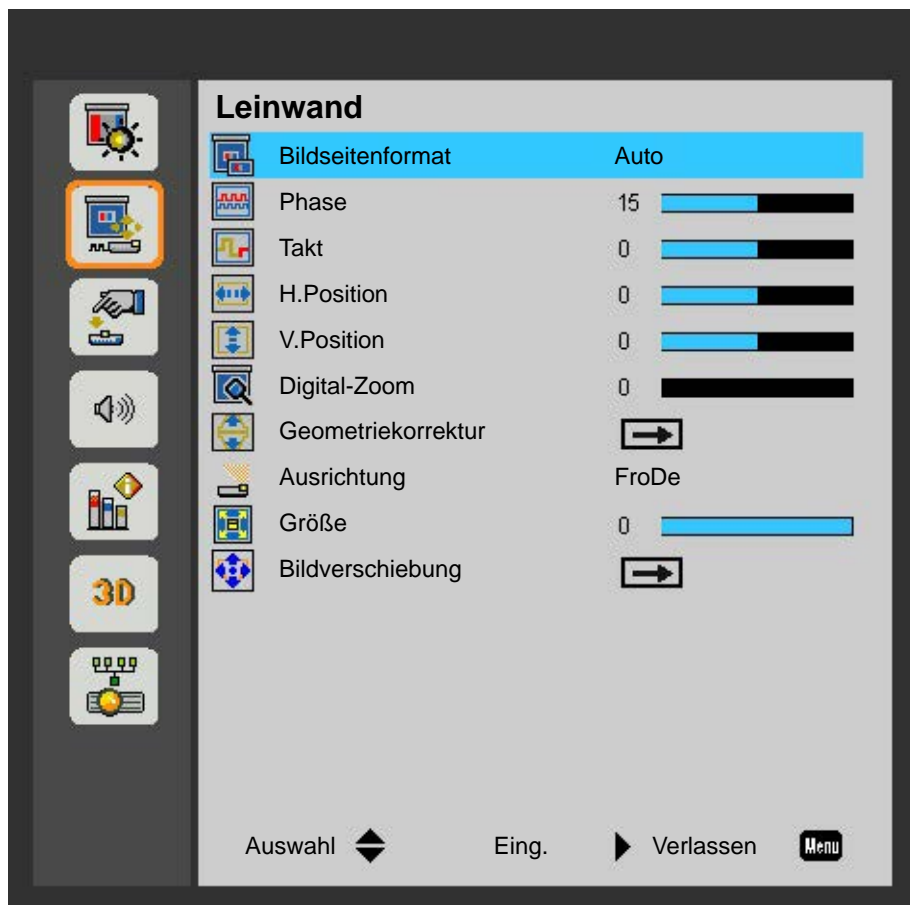 Leinwand
Bildseitenformat Auto
Phase 15
Takt 0
H.Position 0
V.Position 0
Digital-Zoom 0
Geometriekorrektur
Ausrichtung FroDe
Größe 0
Bildverschiebung
3D
Auswahl Eing. Verlassen Menu